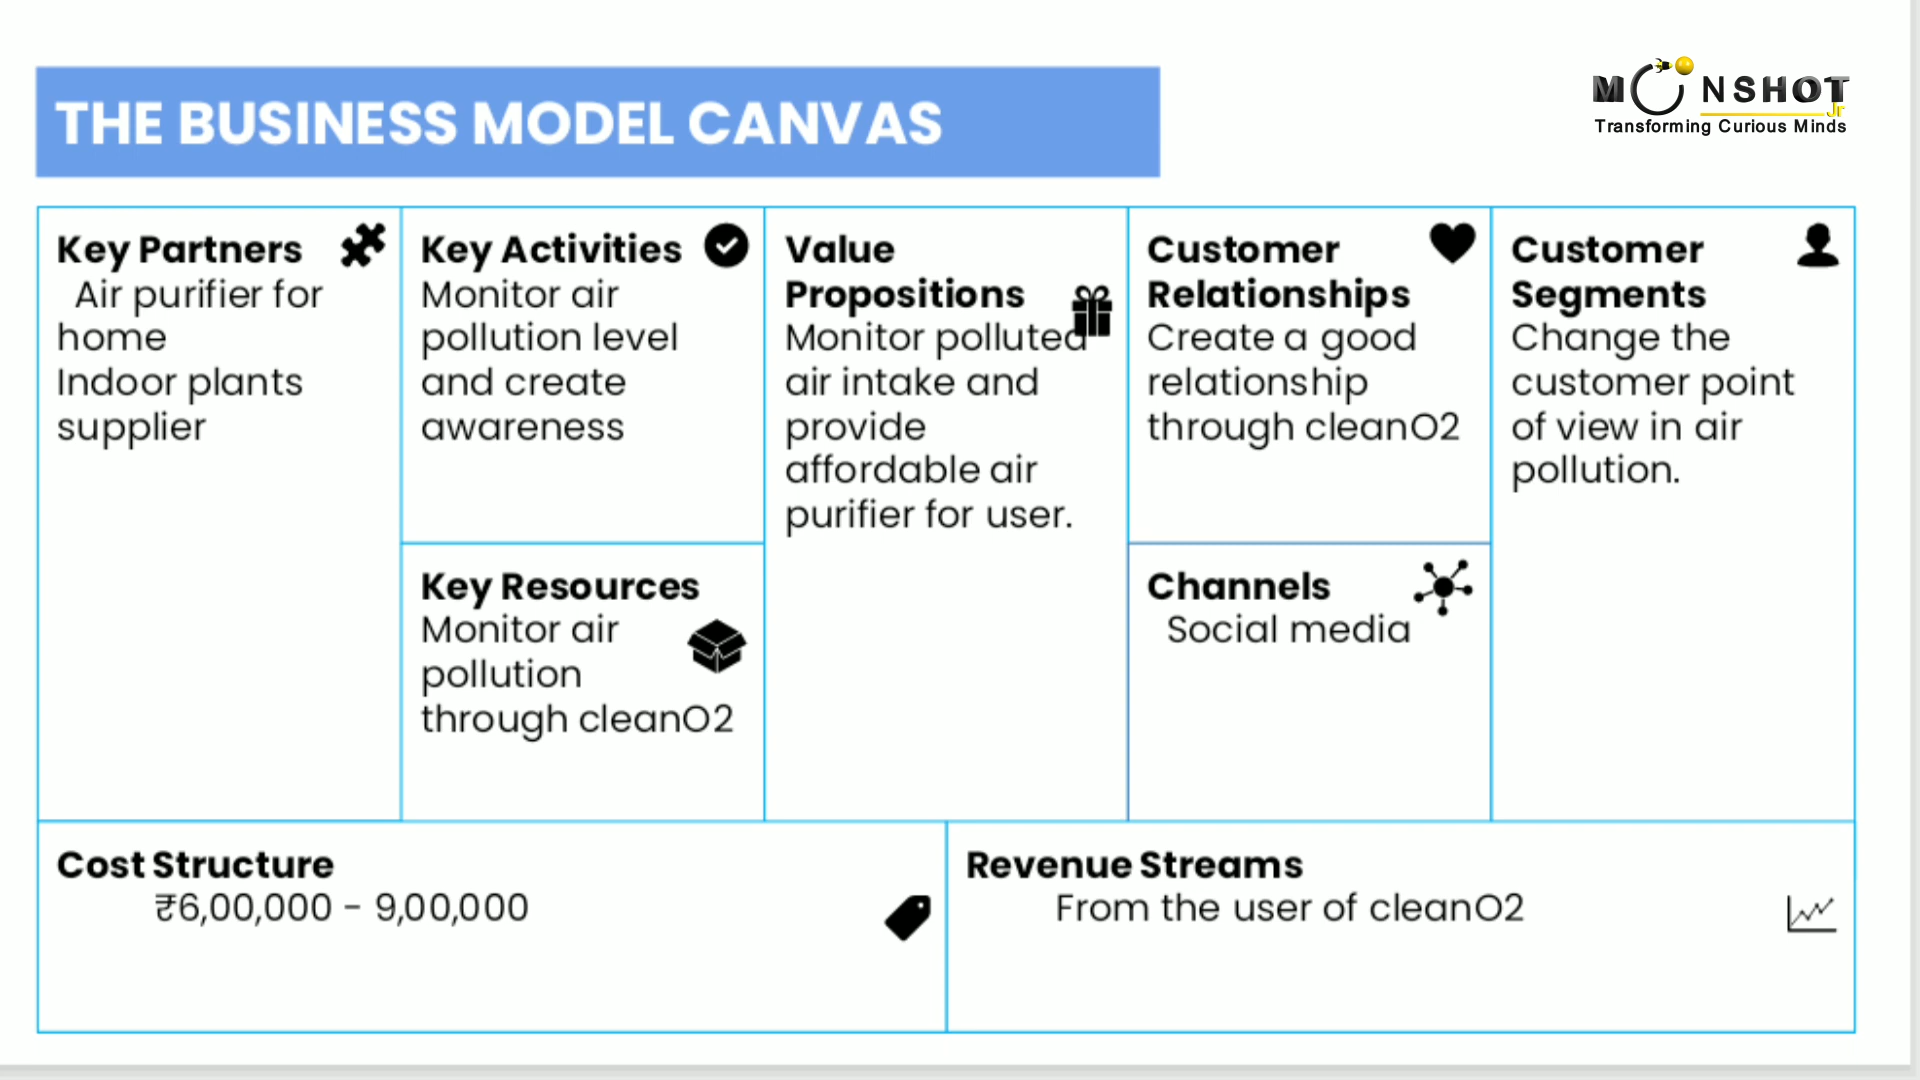 THE BUSINESS MODEL CANVAS
MOONSHOT
Jr
Transforming Curious Minds
Key Partners
Air purifier for
home
Indoor plants
supplier
Key Activities
Monitor air
pollution level
and create
awareness
Key Resources
Monitor air
pollution
through cleanO2
Value
Propositions
Monitor polluted
air intake and
provide
affordable air
purifier for user.
Customer
Relationships
Create a good
relationship
through cleanO2
Channels
Social media
Customer
Segments
Change the
customer point
of view in air
pollution.
Cost Structure
₹6,00,000 - 9,00,000
Revenue Streams
From the user of cleanO2